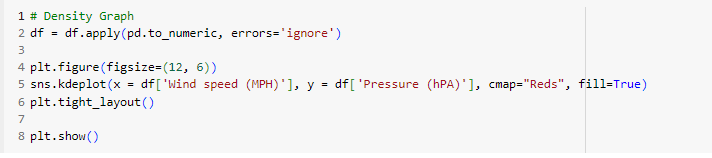 1 # Density Graph
2 df = df.apply(pd.to_numeric, errors='ignore')
3
4 plt.figure(figsize=(12, 6))
5 sns.kdeplot(x = df['Wind speed (MPH)'], y = df['Pressure (hPA)'], cmap="Reds", fill=True)
6 plt.tight_layout()
7
8 plt.show()